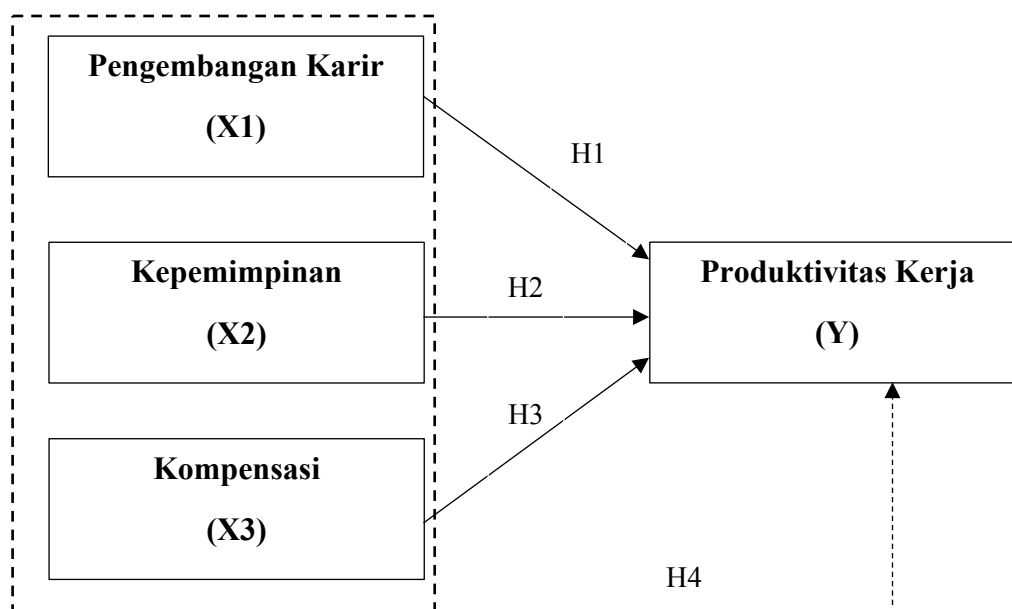 Pengembangan Karir
(X1)
H1
Kepemimpinan
(X2)
H2
Produktivitas Kerja
(Y)
H3
Kompensasi
(X3)
H4